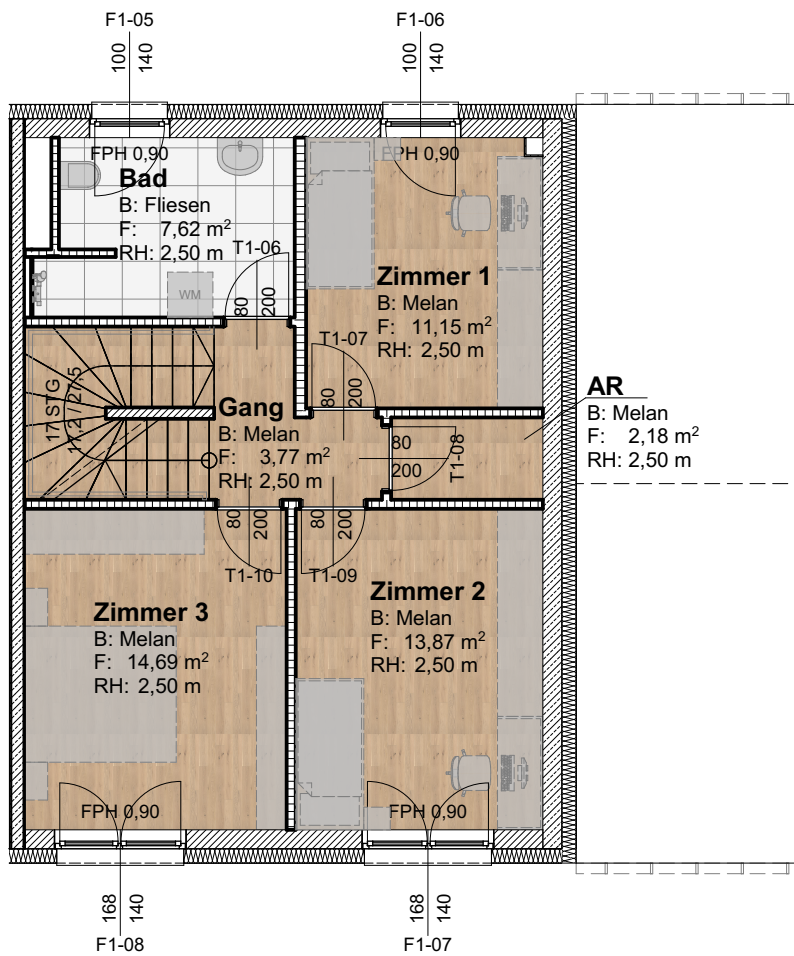 F1-05
100
140
F1-06
100
140
FPH 0,90
Bad
B: Fliesen
F: 7,62 m²
RH: 2,50 m
T1-06
80
200
WM
FPH 0,90
Zimmer 1
B: Melan
F: 11,15 m²
RH: 2,50 m
T1-07
80
200
17 STG
17,2 / 27,5
Gang
B: Melan
F: 3,77 m²
RH: 2,50 m
80
200
T1-08
AR
B: Melan
F: 2,18 m²
RH: 2,50 m
80
200
T1-10
80
200
T1-09
Zimmer 3
B: Melan
F: 14,69 m²
RH: 2,50 m
Zimmer 2
B: Melan
F: 13,87 m²
RH: 2,50 m
FPH 0,90
FPH 0,90
168
140
F1-08
168
140
F1-07